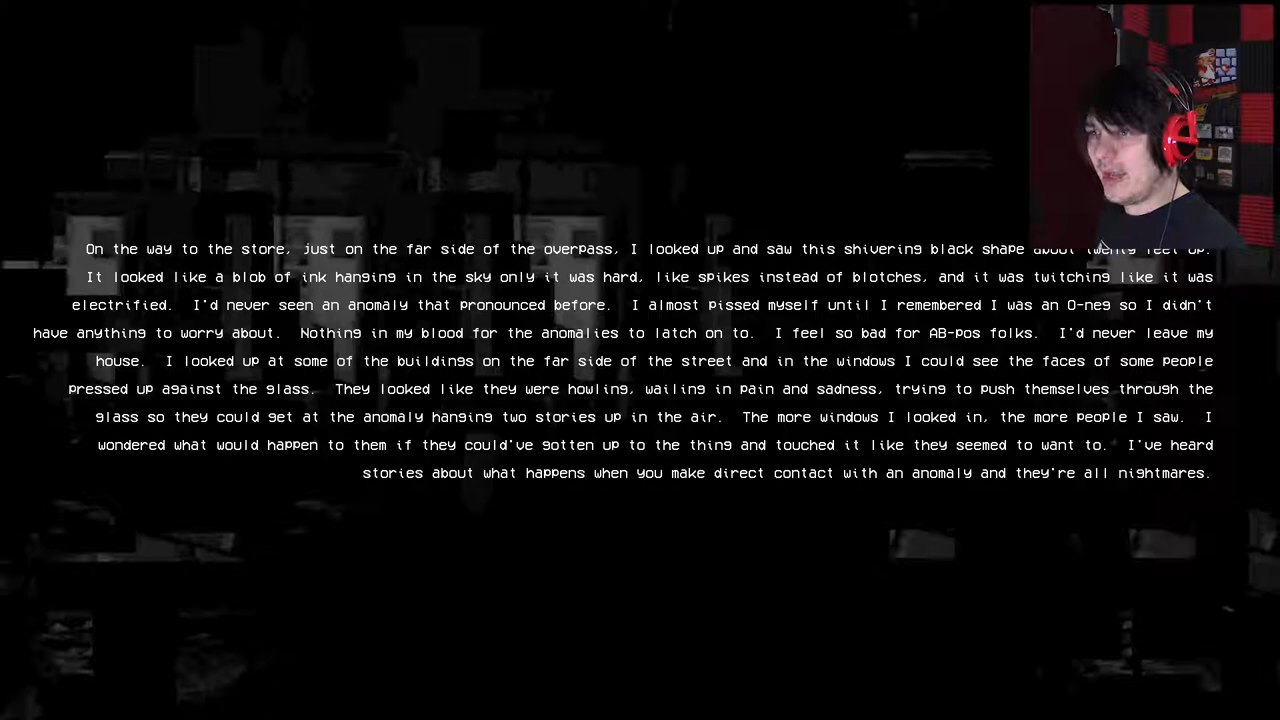 On the way to the store, just on the far side of the overpass, I looked up and saw this shivering black shape about twenty feet up.
It looked like a blob of ink hanging in the sky only it was hard, like spikes instead of blotches, and it was twitching like it was
electrified. I'd never seen an anomaly that pronounced before. I almost pissed myself until I remembered I was an O-neg so I didn't
have anything to worry about. Nothing in my blood for the anomalies to latch on to. I feel so bad for AB-pos folks. I'd never leave my
house. I looked up at some of the buildings on the far side of the street and in the windows I could see the faces of some people
pressed up against the glass. They looked like they were howling, wailing in pain and sadness, trying to push themselves through the
glass so they could get at the anomaly hanging two stories up in the air. The more windows I looked in, the more people I saw. I
wondered what would happen to them if they could've gotten up to the thing and touched it like they seemed to want to. I've heard
stories about what happens when you make direct contact with an anomaly and they're all nightmares.